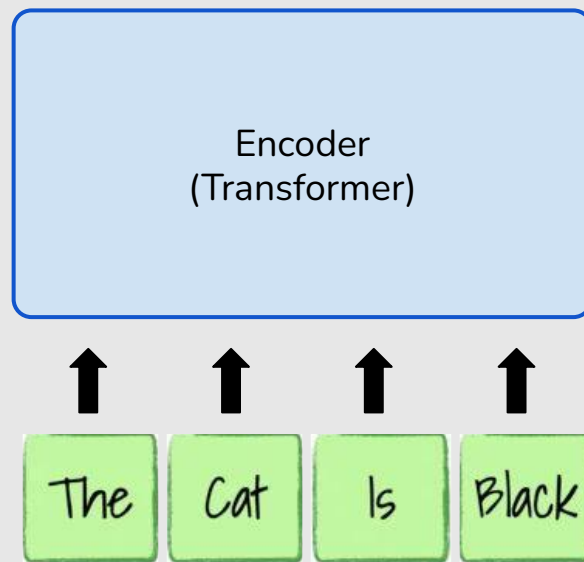 Encoder
(Transformer)
The Cat Is Black